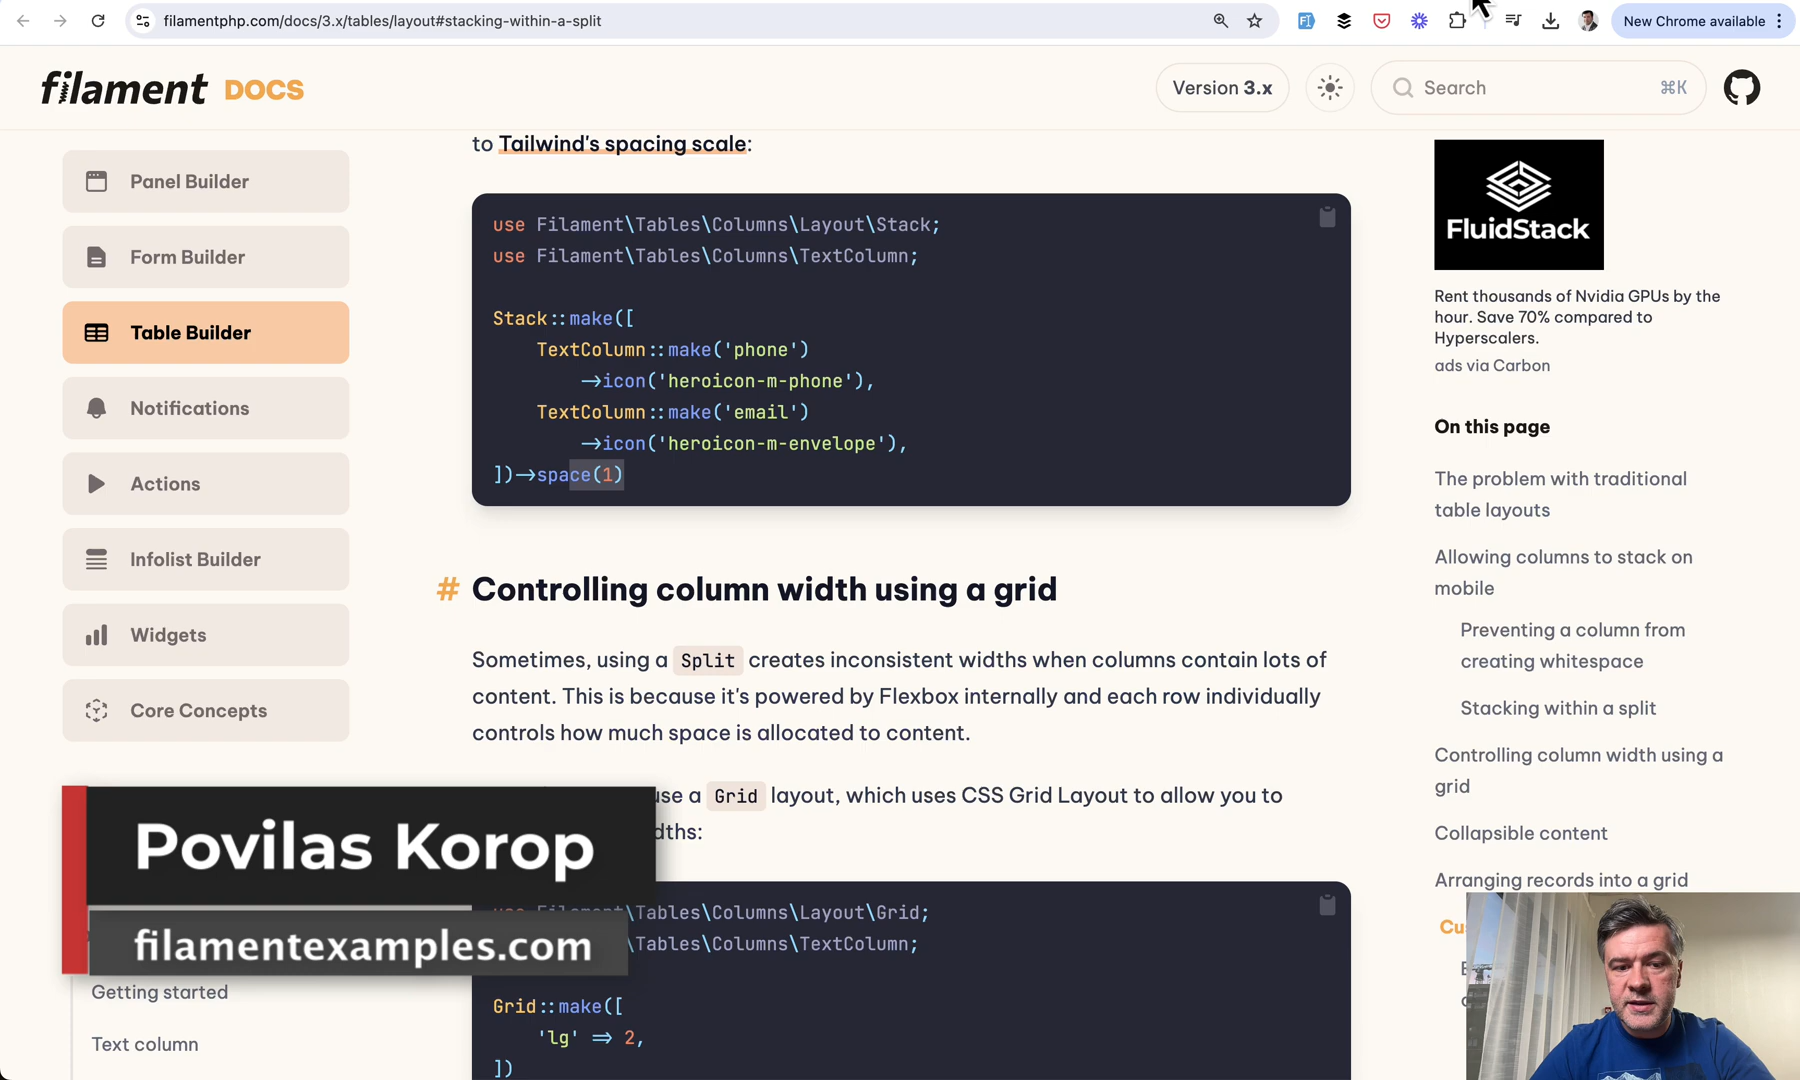 filamentphp.com/docs/3.x/tables/layout#stacking-within-a-split
New Chrome available
filament DOCS
Version 3.x
Search
⌘K
Panel Builder
Form Builder
Table Builder
Notifications
Actions
Infolist Builder
Widgets
Core Concepts
Getting started
Text column
to Tailwind's spacing scale:
use Filament\Tables\Columns\Layout\Stack;
use Filament\Tables\Columns\TextColumn;
Stack::make([
TextColumn::make('phone')
->icon('heroicon-m-phone'),
TextColumn::make('email')
->icon('heroicon-m-envelope'),
])->space(1)
# Controlling column width using a grid
Sometimes, using a Split creates inconsistent widths when columns contain lots of
content. This is because it's powered by Flexbox internally and each row individually
controls how much space is allocated to content.
use a Grid layout, which uses CSS Grid Layout to allow you to
dths:
use Filament\Tables\Columns\Layout\Grid;
\Tables\Columns\TextColumn;
Grid::make([
'lg' => 2,
])
Povilas Korop
filamentexamples.com
FluidStack
Rent thousands of Nvidia GPUs by the
hour. Save 70% compared to
Hyperscalers.
ads via Carbon
On this page
The problem with traditional
table layouts
Allowing columns to stack on
mobile
Preventing a column from
creating whitespace
Stacking within a split
Controlling column width using a
grid
Collapsible content
Arranging records into a grid
Cu